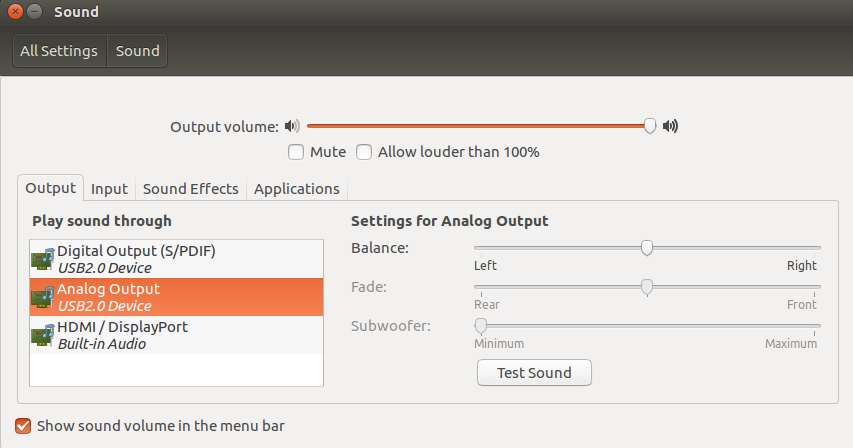 Sound
All Settings Sound
Output volume:
Mute Allow louder than 100%
Output Input Sound Effects Applications
Play sound through
Digital Output (S/PDIF)
USB2.0 Device
Analog Output
USB2.0 Device
HDMI / DisplayPort
Built-in Audio
Settings for Analog Output
Balance:
Left Right
Fade:
Rear Front
Subwoofer:
Minimum Maximum
Test Sound
Show sound volume in the menu bar